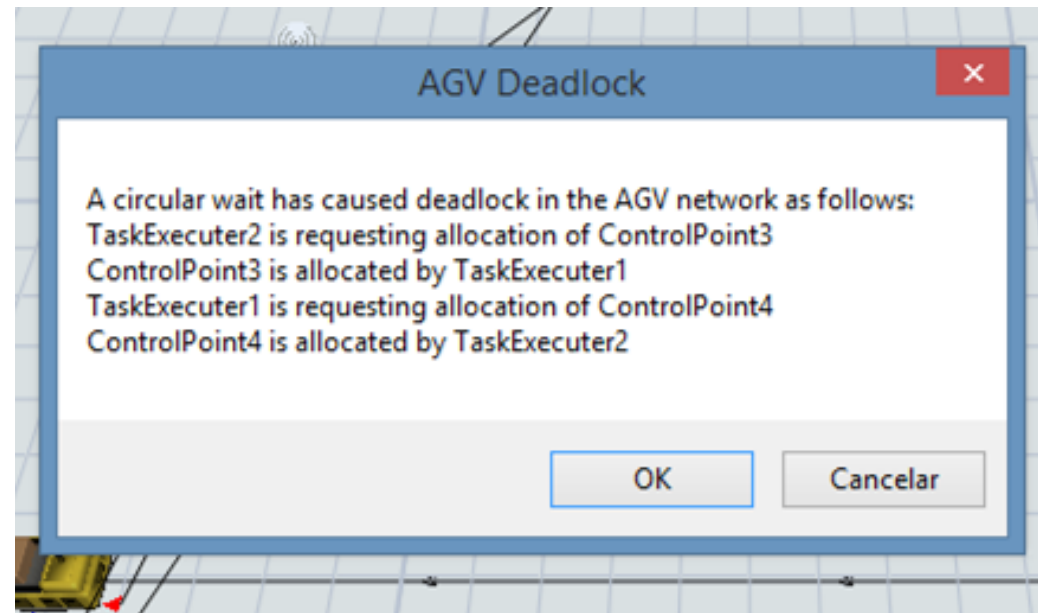 AGV Deadlock
A circular wait has caused deadlock in the AGV network as follows:
TaskExecuter2 is requesting allocation of ControlPoint3
ControlPoint3 is allocated by TaskExecuter1
TaskExecuter1 is requesting allocation of ControlPoint4
ControlPoint4 is allocated by TaskExecuter2
OK
Cancelar